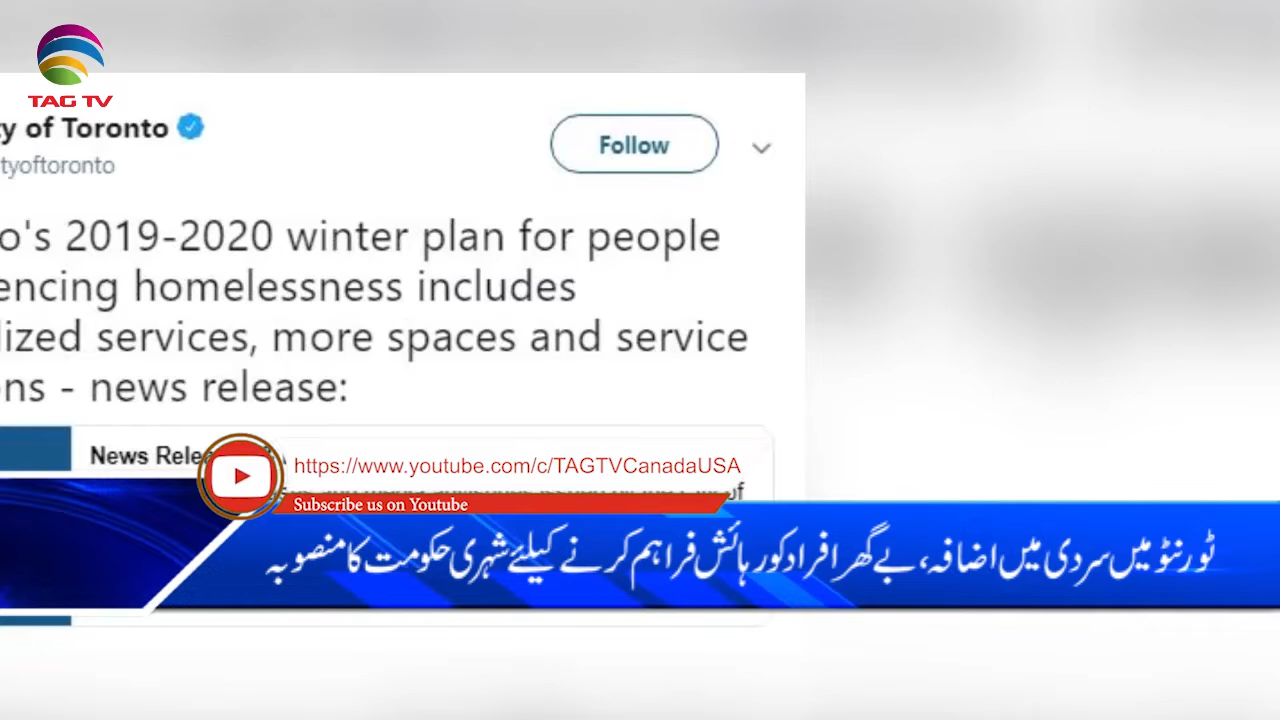 TAG TV
ty of Toronto
tyoftoronto
Follow
o's 2019-2020 winter plan for people
encing homelessness includes
lized services, more spaces and service
ns - news release:
News Rele
https://www.youtube.com/c/TAGTVCanadaUSA
Subscribe us on Youtube
ٹورنٹو میں سردی میں اضافہ، بے گھر افراد کو رہائش فراہم کرنے کیلئے شہری حکومت کا منصوبہ